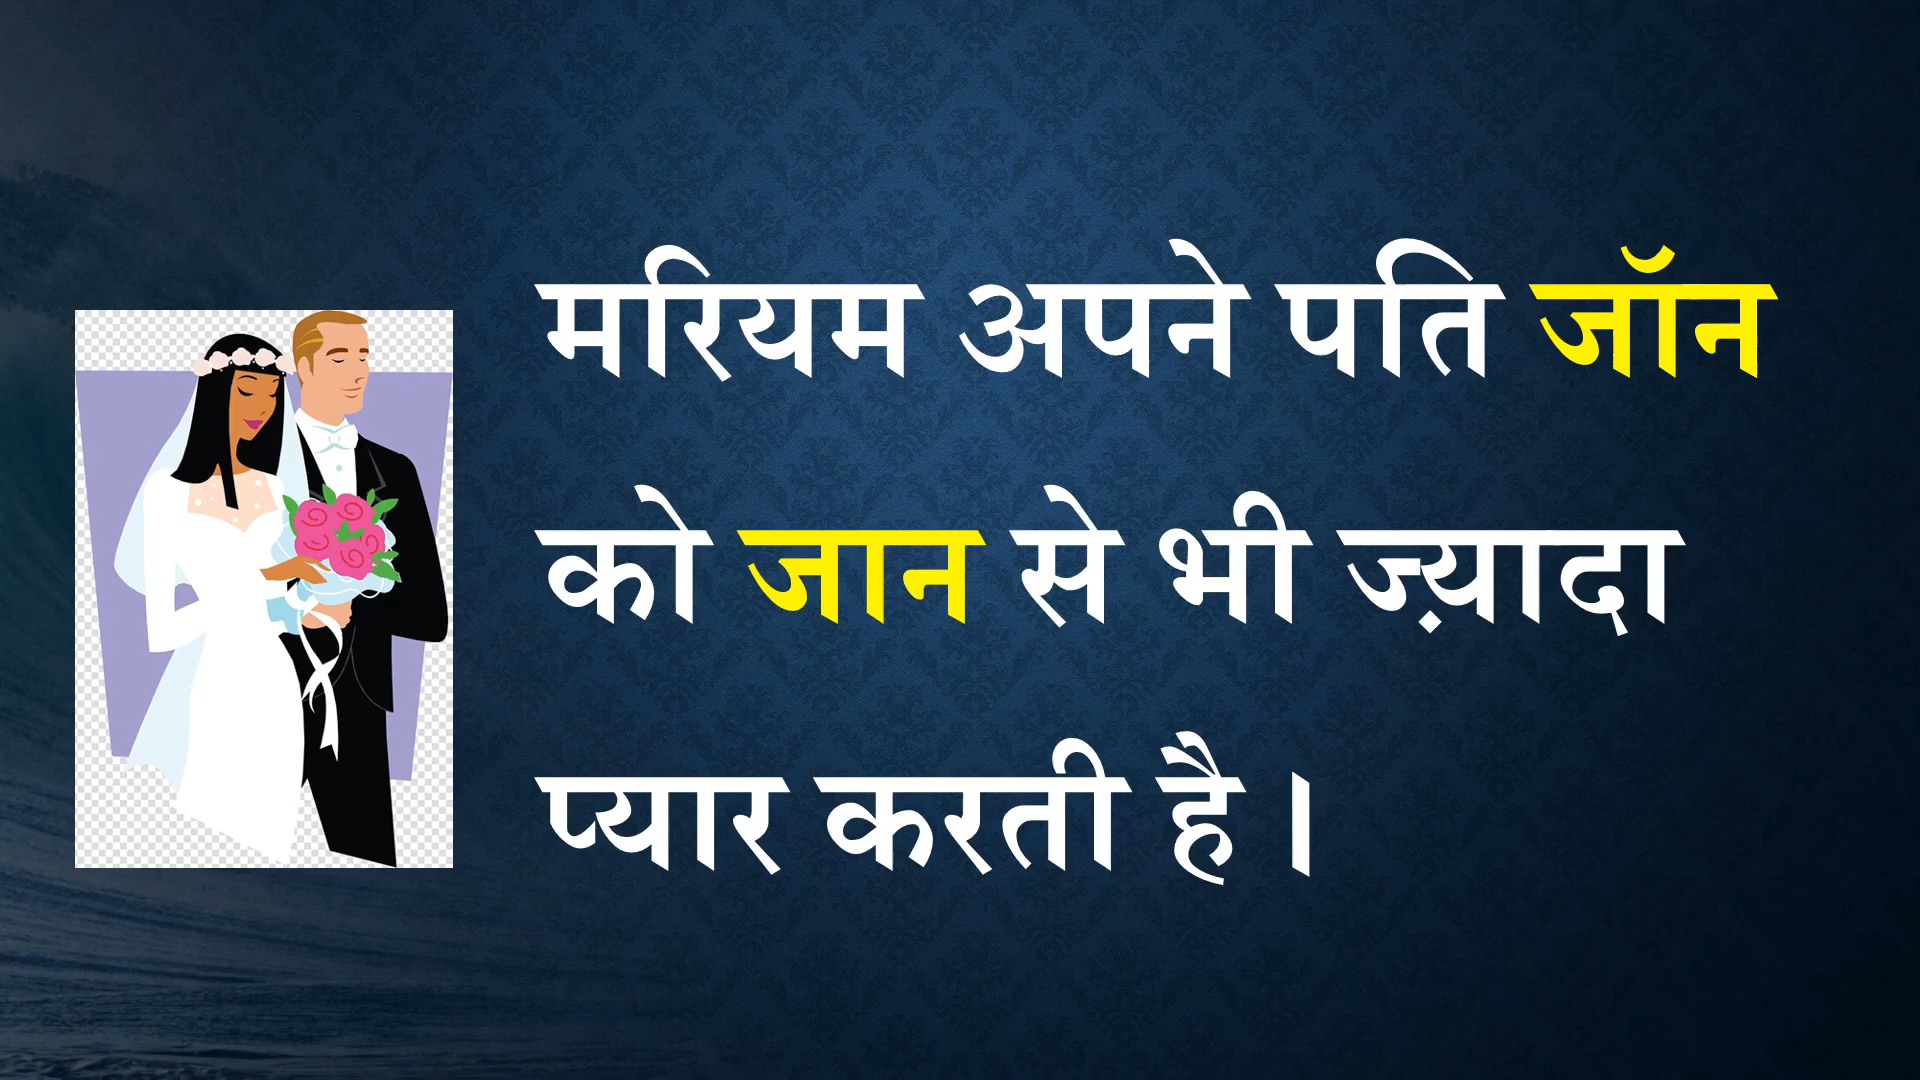 मरियम अपने पति जॉन
को जान से भी ज़्यादा
प्यार करती है ।